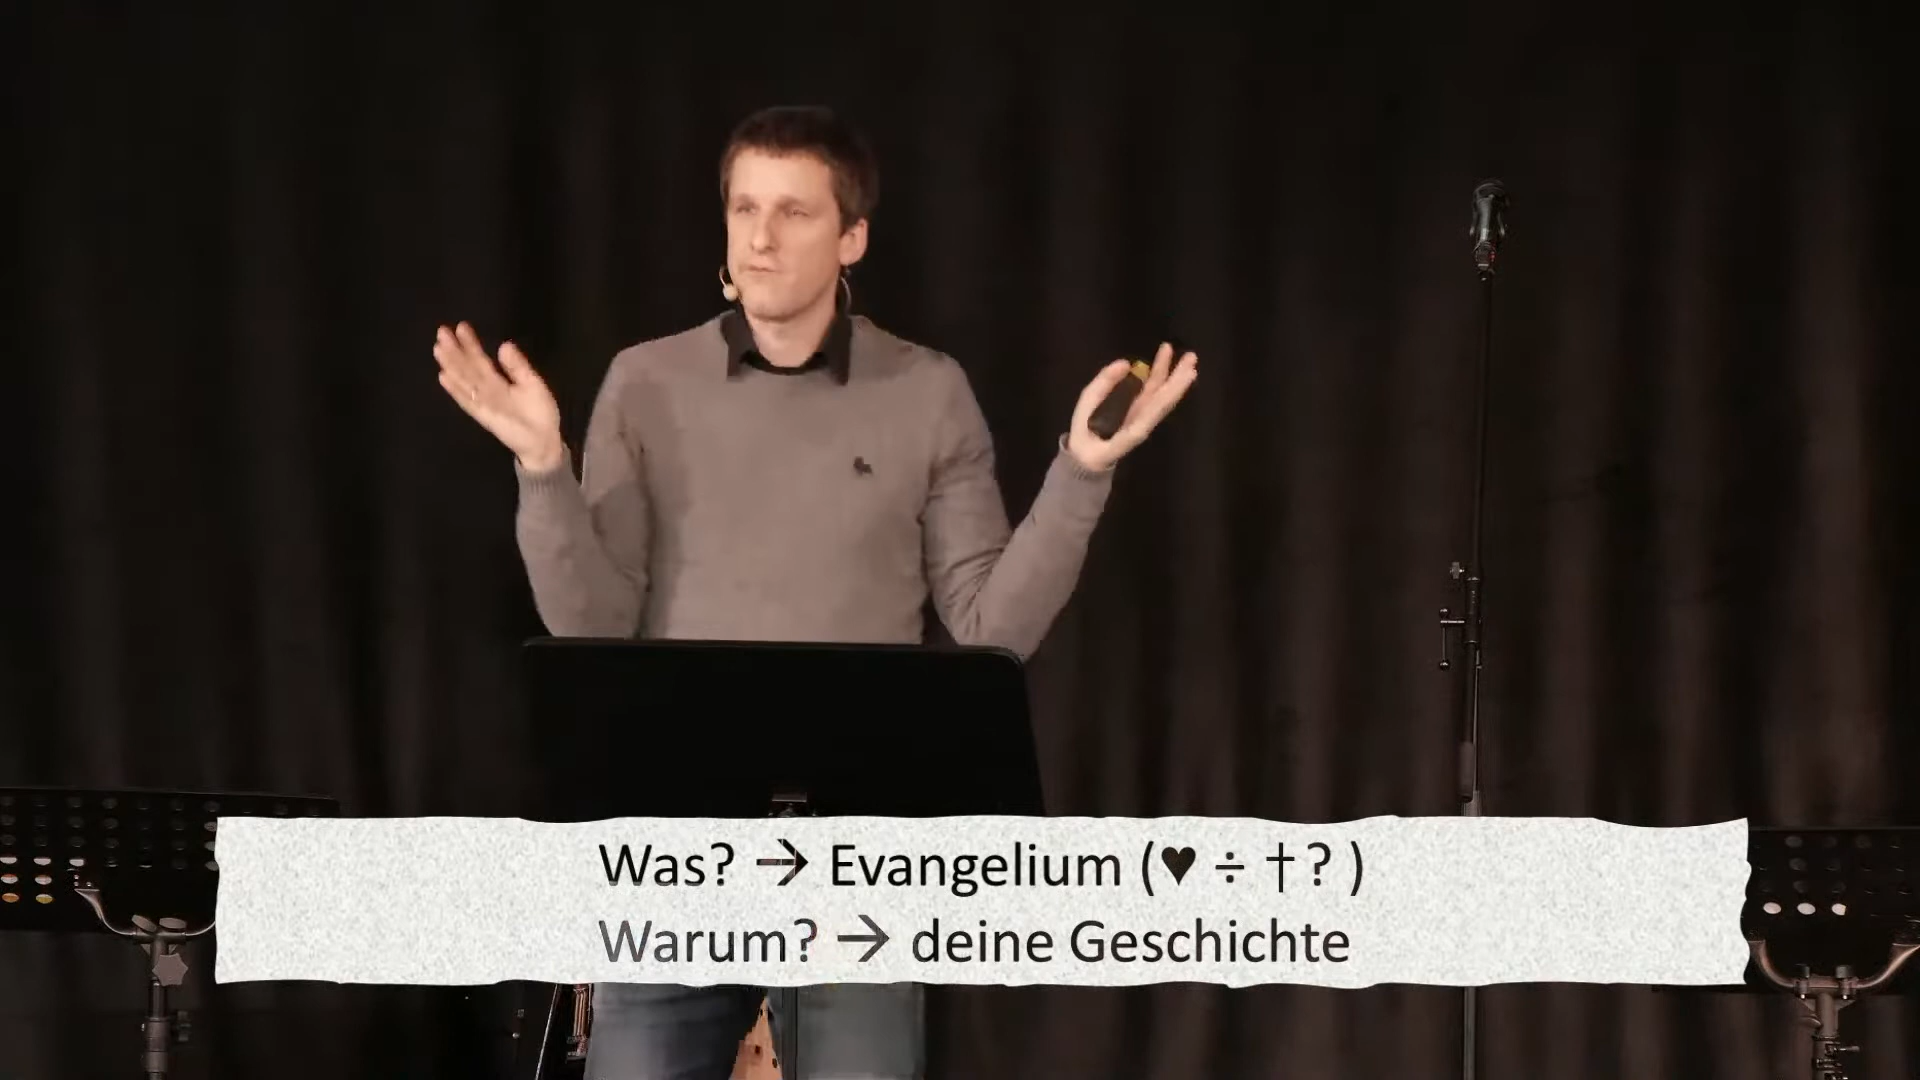 Was? → Evangelium (♥ ÷ †? )
Warum? → deine Geschichte